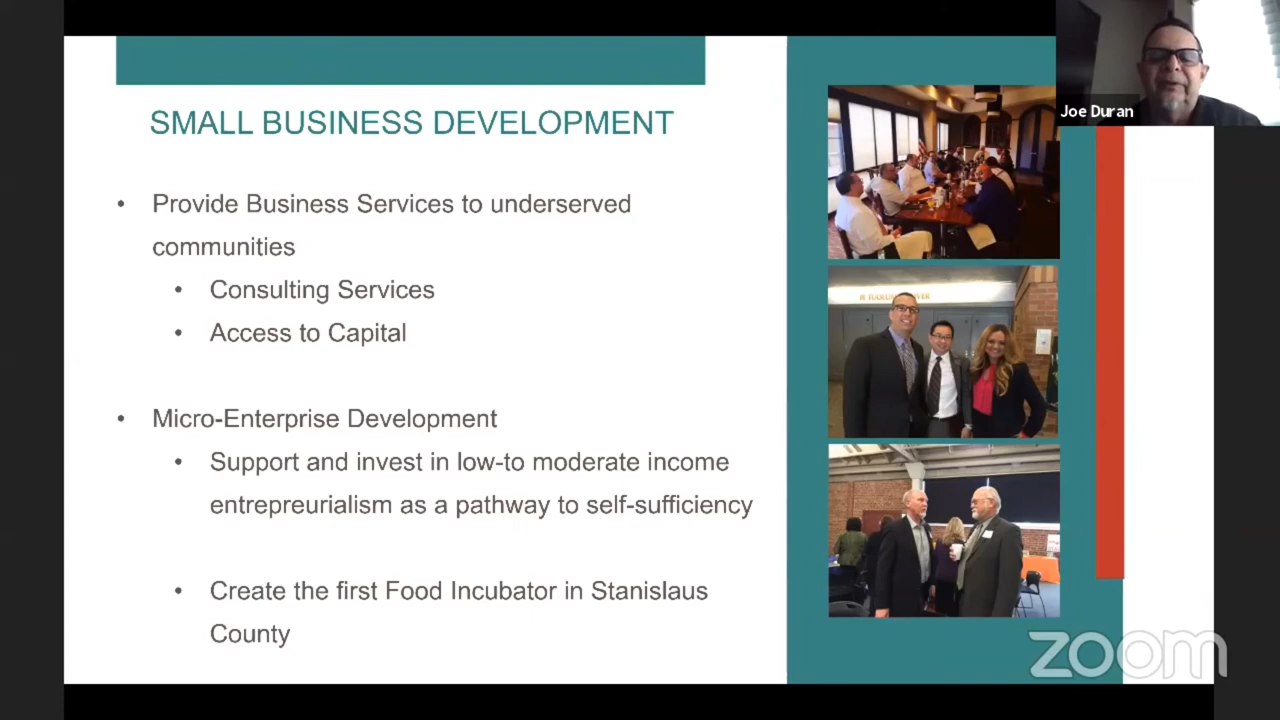 SMALL BUSINESS DEVELOPMENT
• Provide Business Services to underserved
communities
• Consulting Services
• Access to Capital
• Micro-Enterprise Development
• Support and invest in low-to moderate income
entrepreurialism as a pathway to self-sufficiency
• Create the first Food Incubator in Stanislaus
County
Joe Duran
zoom